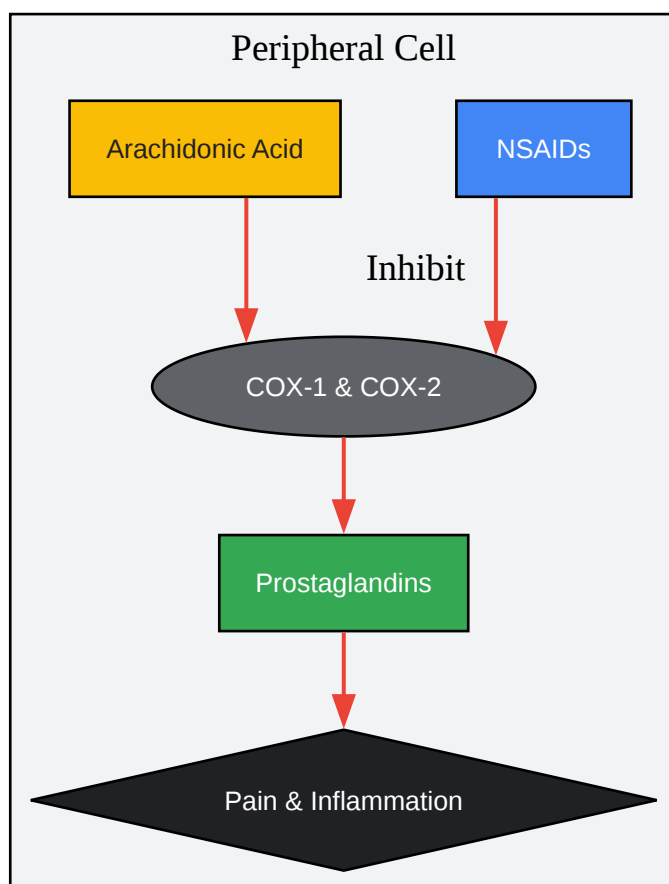 Peripheral Cell
Arachidonic Acid
NSAIDs
Inhibit
COX-1 & COX-2
Prostaglandins
Pain & Inflammation